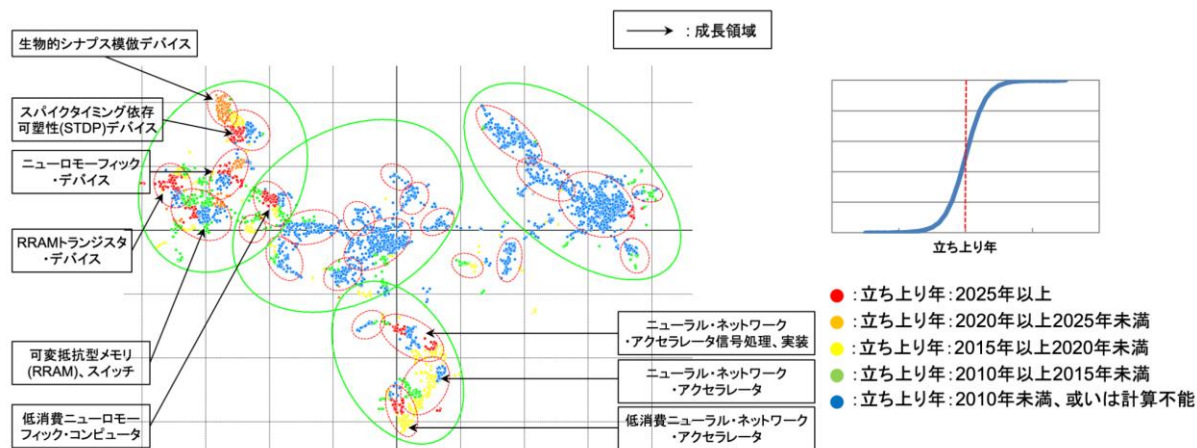 → : 成長領域
生物的シナプス模倣デバイス
スパイクタイミング依存
可塑性(STDP)デバイス
ニューロモーフィック
・デバイス
RRAMトランジスタ
・デバイス
可変抵抗型メモリ
(RRAM)、スイッチ
低消費ニューロモー
フィック・コンピュータ
ニューラル・ネットワーク
・アクセラレータ信号処理、実装
ニューラル・ネットワーク
・アクセラレータ
低消費ニューラル・ネットワーク
・アクセラレータ
立ち上り年
:立ち上り年:2025年以上
:立ち上り年:2020年以上2025年未満
:立ち上り年:2015年以上2020年未満
:立ち上り年:2010年以上2015年未満
:立ち上り年:2010年未満、或いは計算不能